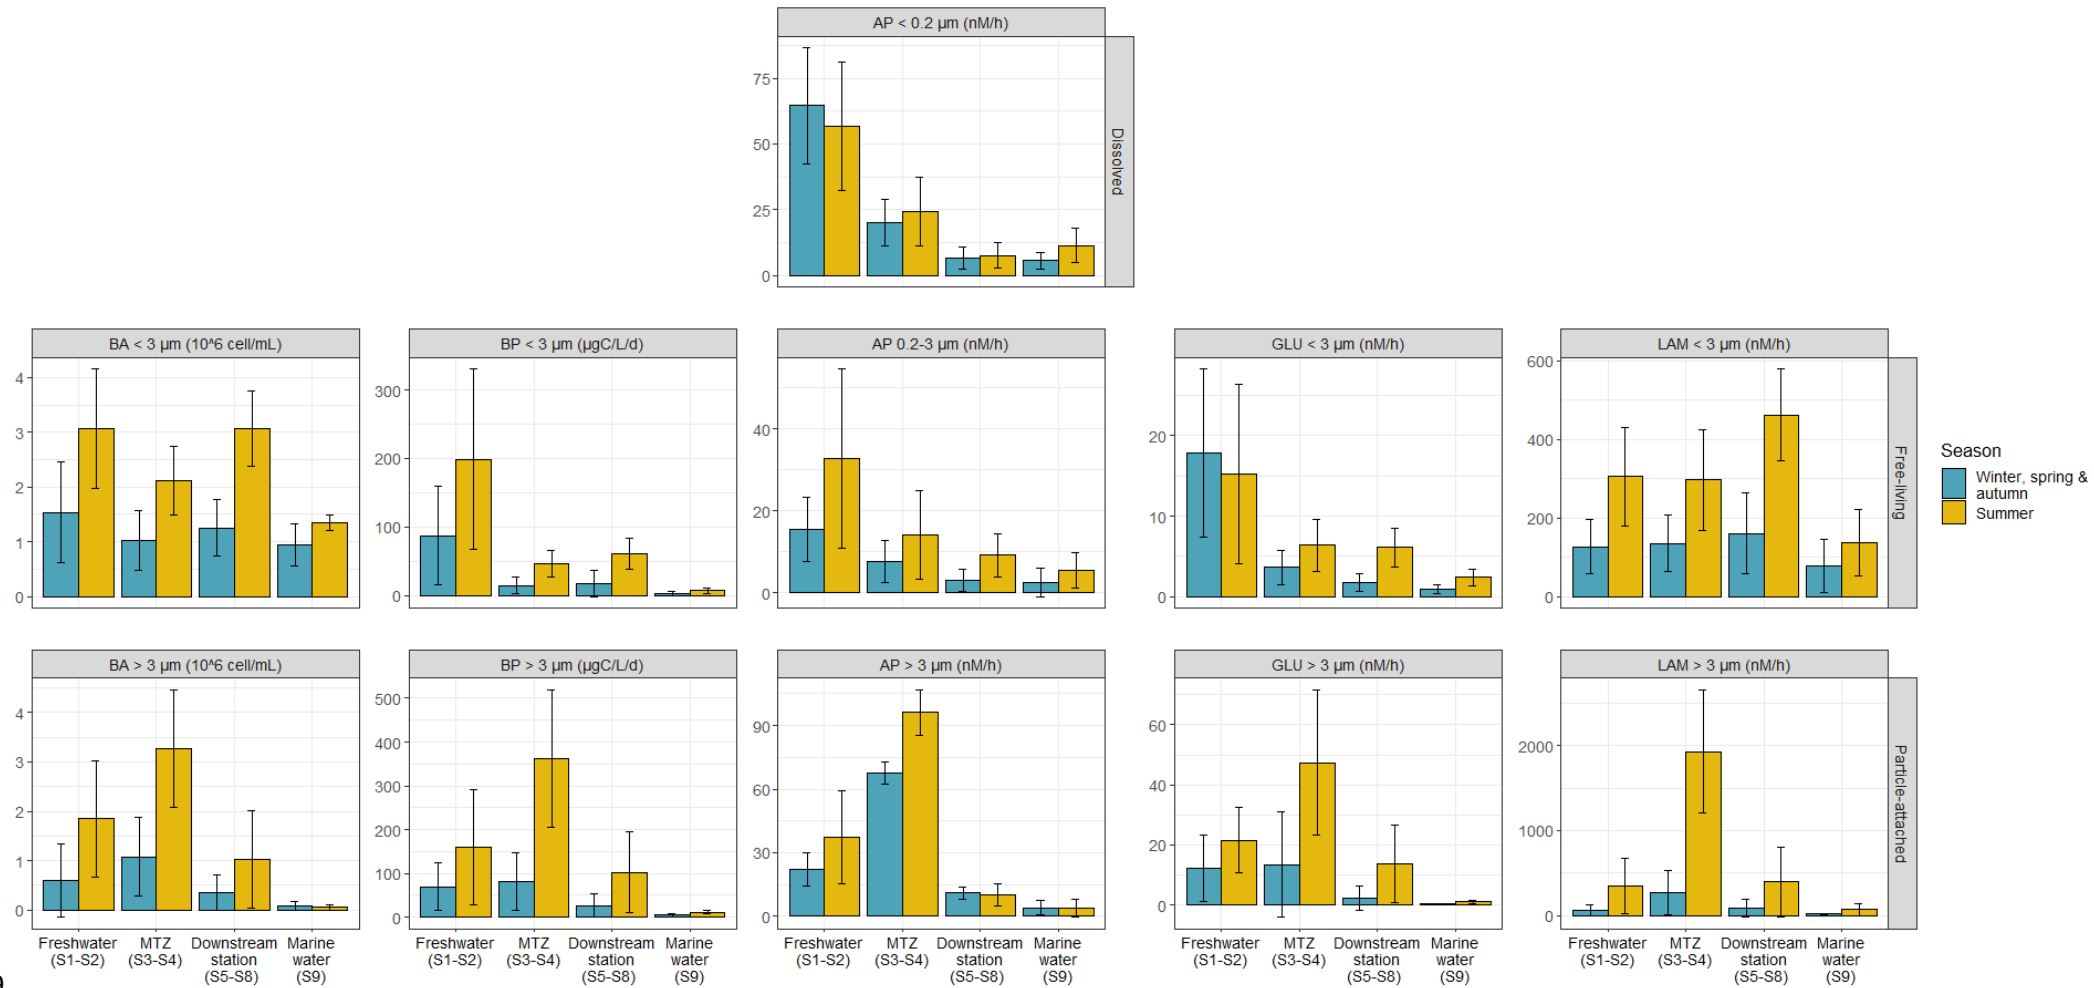 AP < 0.2 µm (nM/h)
75
50
25
0
Dissolved
BA < 3 µm (10^6 cell/mL)
4
3
2
1
0
BP < 3 µm (µgC/L/d)
300
200
100
0
AP 0.2-3 µm (nM/h)
40
20
0
GLU < 3 µm (nM/h)
20
10
0
LAM < 3 µm (nM/h)
600
400
200
0
Free-living
Season
Winter, spring &
autumn
Summer
BA > 3 µm (10^6 cell/mL)
4
3
2
1
0
BP > 3 µm (µgC/L/d)
500
400
300
200
100
0
AP > 3 µm (nM/h)
90
60
30
0
GLU > 3 µm (nM/h)
60
40
20
0
LAM > 3 µm (nM/h)
2000
1000
0
Particle-attached
Freshwater MTZ Downstream Marine
(S1-S2) (S3-S4) station water
(S5-S8) (S9)
Freshwater MTZ Downstream Marine
(S1-S2) (S3-S4) station water
(S5-S8) (S9)
Freshwater MTZ Downstream Marine
(S1-S2) (S3-S4) station water
(S5-S8) (S9)
Freshwater MTZ Downstream Marine
(S1-S2) (S3-S4) station water
(S5-S8) (S9)
Freshwater MTZ Downstream Marine
(S1-S2) (S3-S4) station water
(S5-S8) (S9)